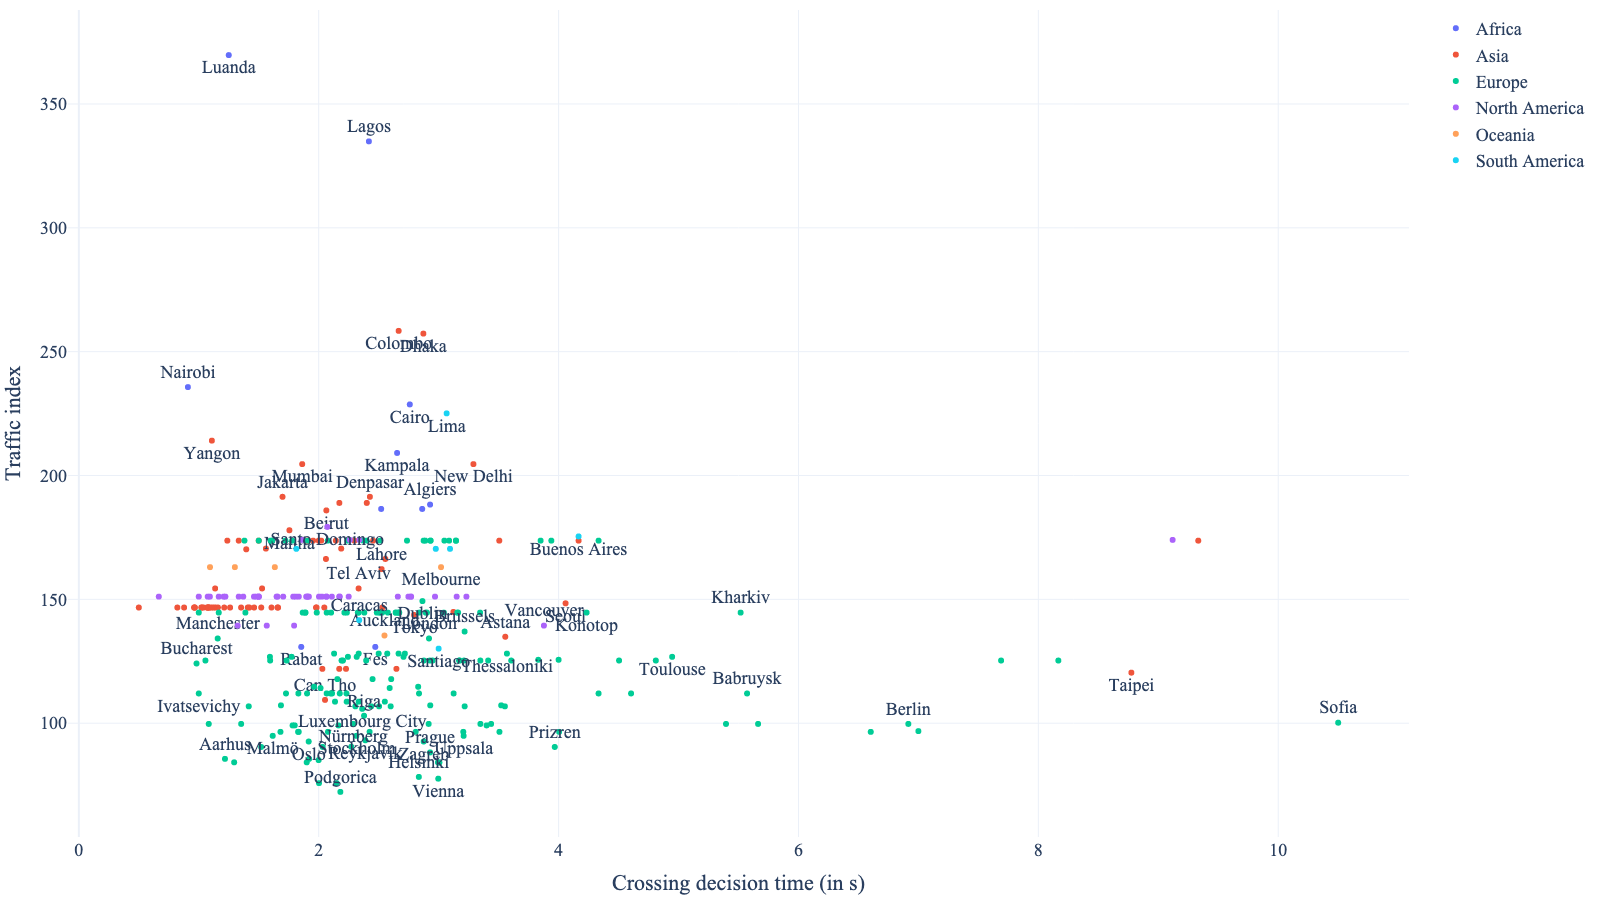 Luanda
Africa
Asia
Europe
North America
Oceania
South America
350
Lagos
300
Colombo
Dhaka
250
Nairobi
Cairo
Lima
Yangon
Kampala
200
Mumbai
New Delhi
Jakarta
Denpasar
Algiers
Beirut
Santo Domingo
Manila
Lahore
Buenos Aires
Tel Aviv
Melbourne
150
Kharkiv
Caracas
Dublin
Vancouver
Brussels
Seoul
Manchester
Auckland
London
Astana
Tokyo
Konotop
Bucharest
Rabat
Fes
Santiago
Thessaloniki
Toulouse
Can Tho
Babruysk
Taipei
Ivatsevichy
Riga
Berlin
Sofia
100
Luxembourg City
Prizren
Nürnberg
Prague
Aarhus
Malmö
Stockholm
Uppsala
Oslo
Reykjavik
Zagreb
Helsinki
Podgorica
Vienna
0
2
4
6
8
10
Crossing decision time (in s)
Traffic index